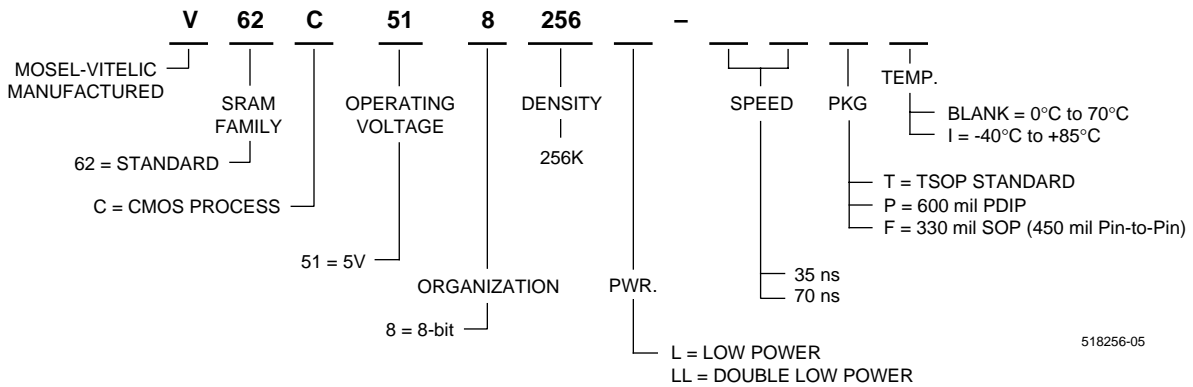 V 62 C 51 8 256 –
MOSEL-VITELIC
MANUFACTURED
SRAM
FAMILY
62 = STANDARD
C = CMOS PROCESS
OPERATING
VOLTAGE
51 = 5V
ORGANIZATION
8 = 8-bit
DENSITY
256K
PWR.
L = LOW POWER
LL = DOUBLE LOW POWER
SPEED
35 ns
70 ns
PKG
T = TSOP STANDARD
P = 600 mil PDIP
F = 330 mil SOP (450 mil Pin-to-Pin)
TEMP.
BLANK = 0°C to 70°C
I = -40°C to +85°C
518256-05